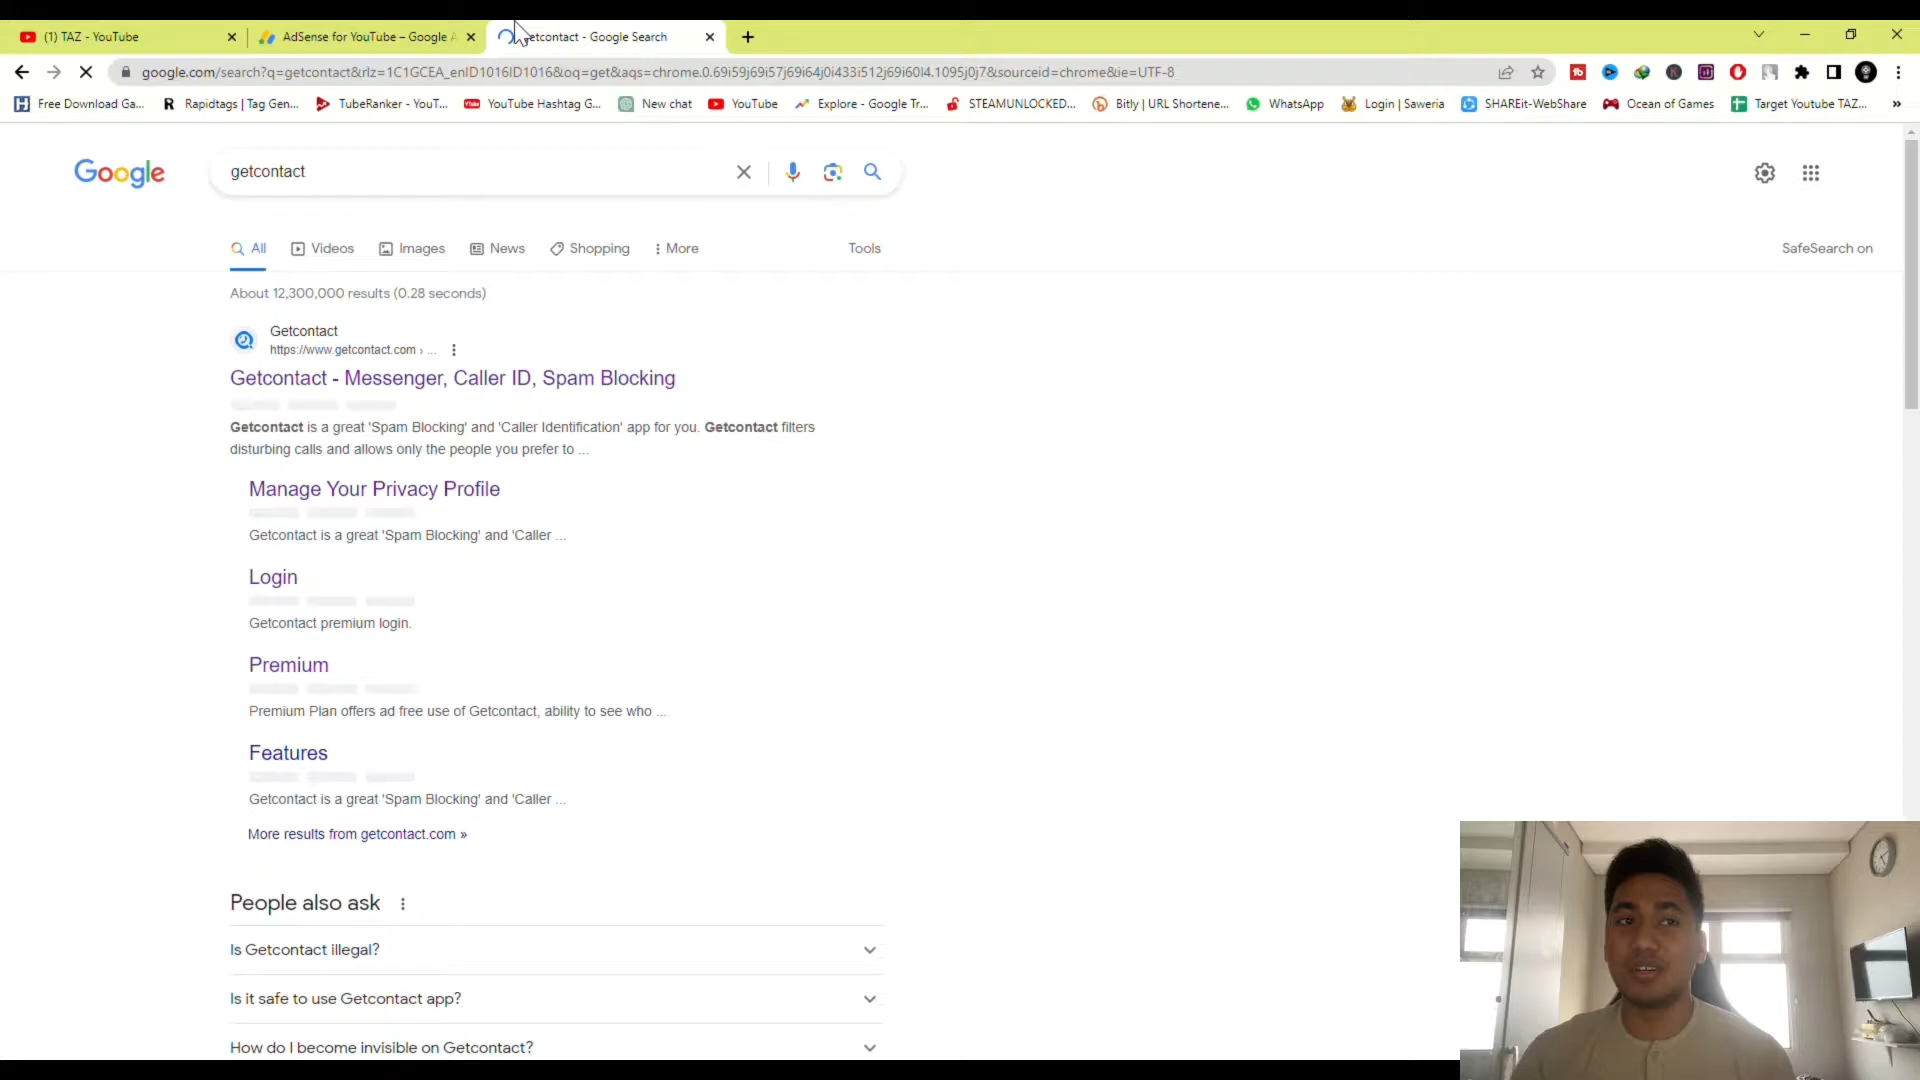 (1) TAZ - YouTube
AdSense for YouTube – Google A
etcontact - Google Search
google.com/search?q=getcontact&rlz=1C1GCEA_enID1016ID1016&oq=get&aqs=chrome.0.69i59j69i57j69i64j0i433i512j69i60l4.1095j0j7&sourceid=chrome&ie=UTF-8
Free Download Ga...
Rapidtags | Tag Gen...
TubeRanker - YouT...
YouTube Hashtag G...
New chat
YouTube
Explore - Google Tr...
STEAMUNLOCKED...
Bitly | URL Shortene...
WhatsApp
Login | Saweria
SHAREit-WebShare
Ocean of Games
Target Youtube TAZ...
»
Google
getcontact
All
Videos
Images
News
Shopping
More
Tools
SafeSearch on
About 12,300,000 results (0.28 seconds)
Getcontact
https://www.getcontact.com › ...
Getcontact - Messenger, Caller ID, Spam Blocking
Getcontact is a great 'Spam Blocking' and 'Caller Identification' app for you. Getcontact filters
disturbing calls and allows only the people you prefer to ...
Manage Your Privacy Profile
Getcontact is a great 'Spam Blocking' and 'Caller ...
Login
Getcontact premium login.
Premium
Premium Plan offers ad free use of Getcontact, ability to see who ...
Features
Getcontact is a great 'Spam Blocking' and 'Caller ...
More results from getcontact.com »
People also ask
Is Getcontact illegal?
Is it safe to use Getcontact app?
How do I become invisible on Getcontact?